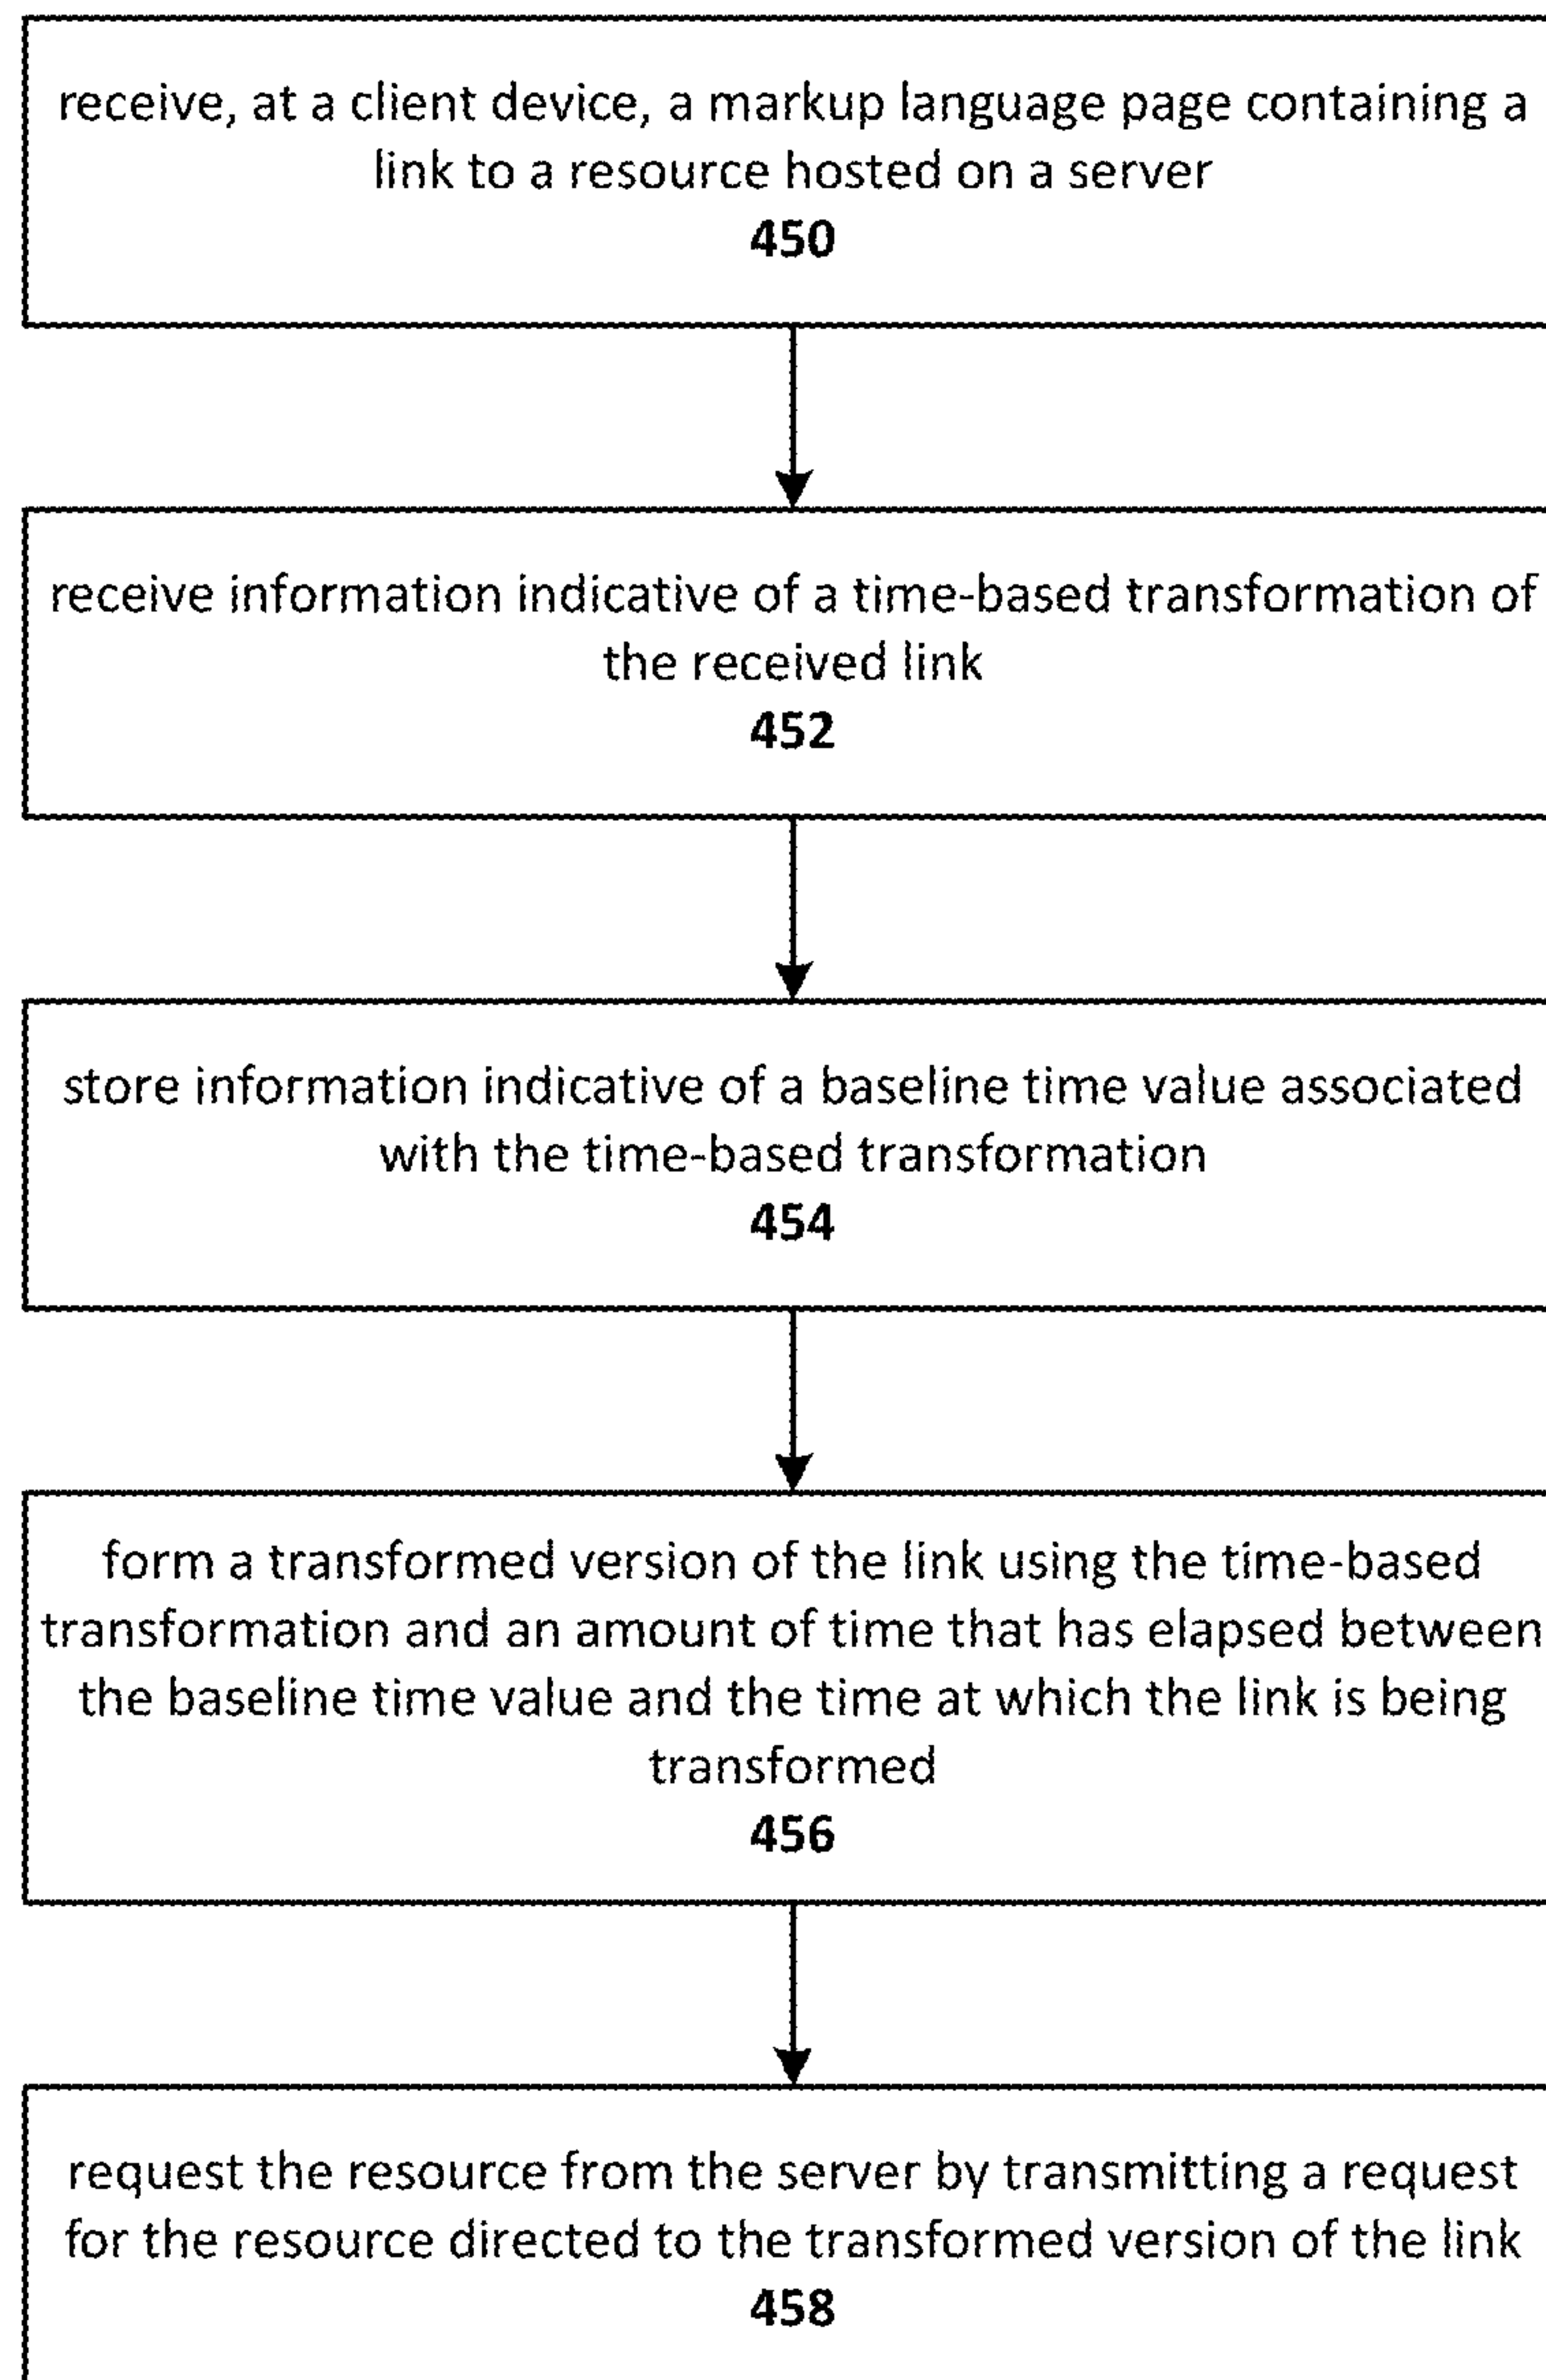 receive, at a client device, a markup language page containing a
link to a resource hosted on a server
450
receive information indicative of a time-based transformation of
the received link
452
store information indicative of a baseline time value associated
with the time-based transformation
454
form a transformed version of the link using the time-based
transformation and an amount of time that has elapsed between
the baseline time value and the time at which the link is being
transformed
456
request the resource from the server by transmitting a request
for the resource directed to the transformed version of the link
458